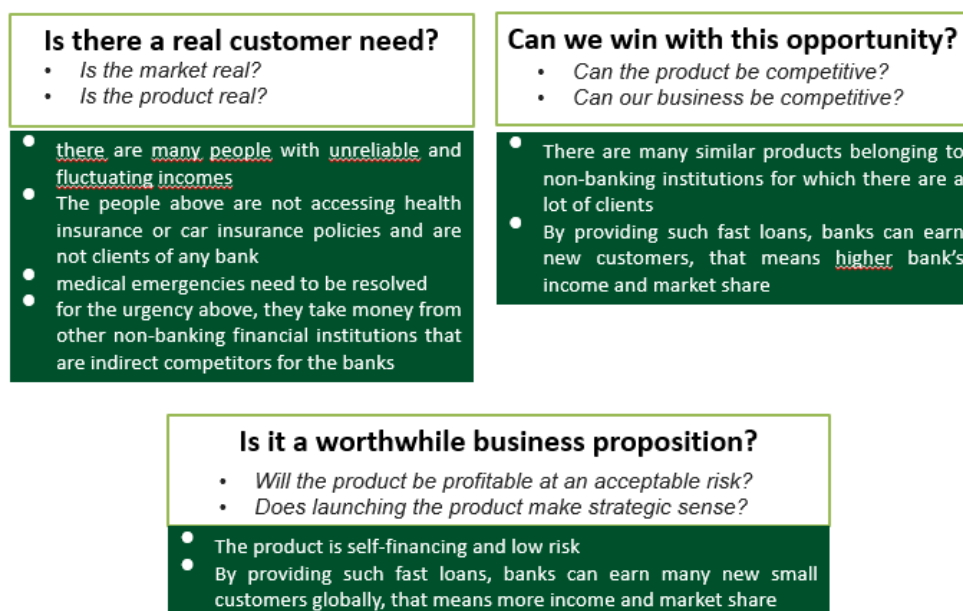 Is there a real customer need?
• Is the market real?
• Is the product real?
• there are many people with unreliable and
fluctuating incomes
• The people above are not accessing health
insurance or car insurance policies and are
not clients of any bank
• medical emergencies need to be resolved
• for the urgency above, they take money from
other non-banking financial institutions that
are indirect competitors for the banks
Can we win with this opportunity?
• Can the product be competitive?
• Can our business be competitive?
• There are many similar products belonging to
non-banking institutions for which there are a
lot of clients
• By providing such fast loans, banks can earn
new customers, that means higher bank's
income and market share
Is it a worthwhile business proposition?
• Will the product be profitable at an acceptable risk?
• Does launching the product make strategic sense?
• The product is self-financing and low risk
• By providing such fast loans, banks can earn many new small
customers globally, that means more income and market share